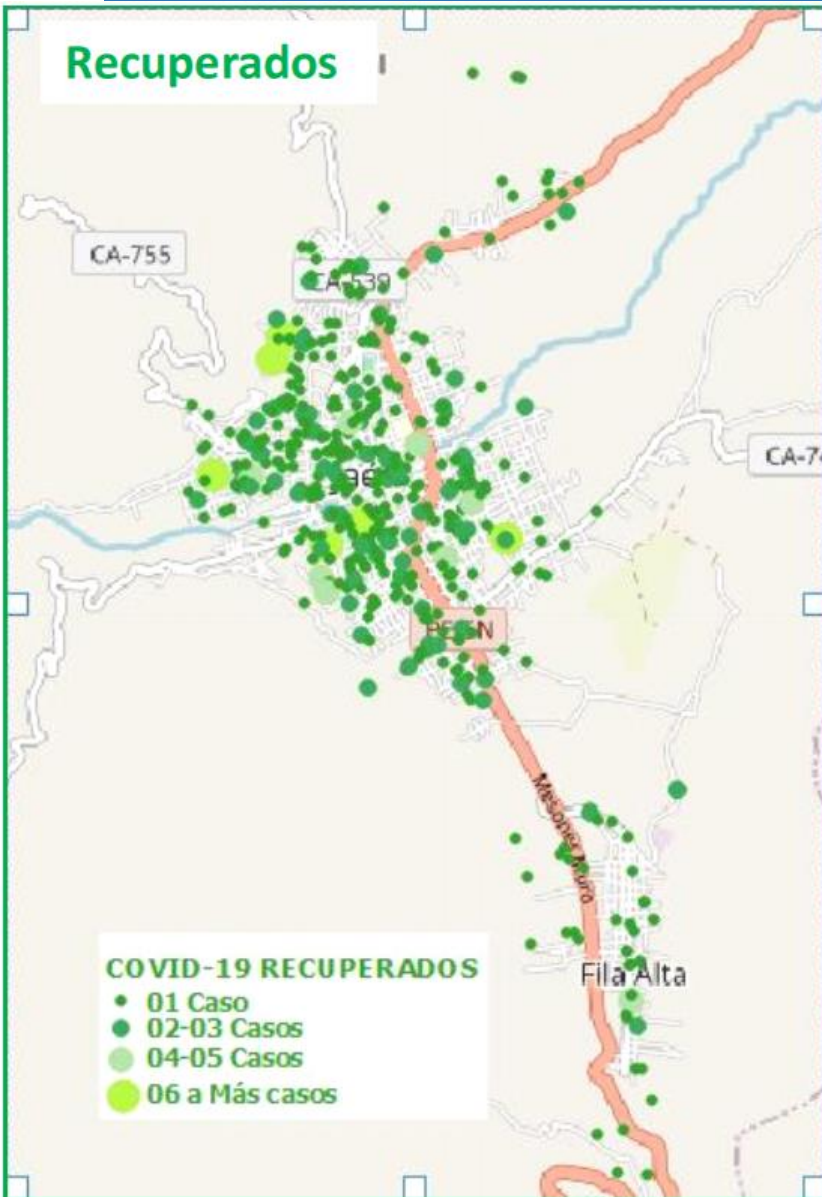 Recuperados
CA-755
CA-539
CA-74
Mesones Muro
Fila Alta
COVID-19 RECUPERADOS
01 Caso
02-03 Casos
04-05 Casos
06 a Más casos